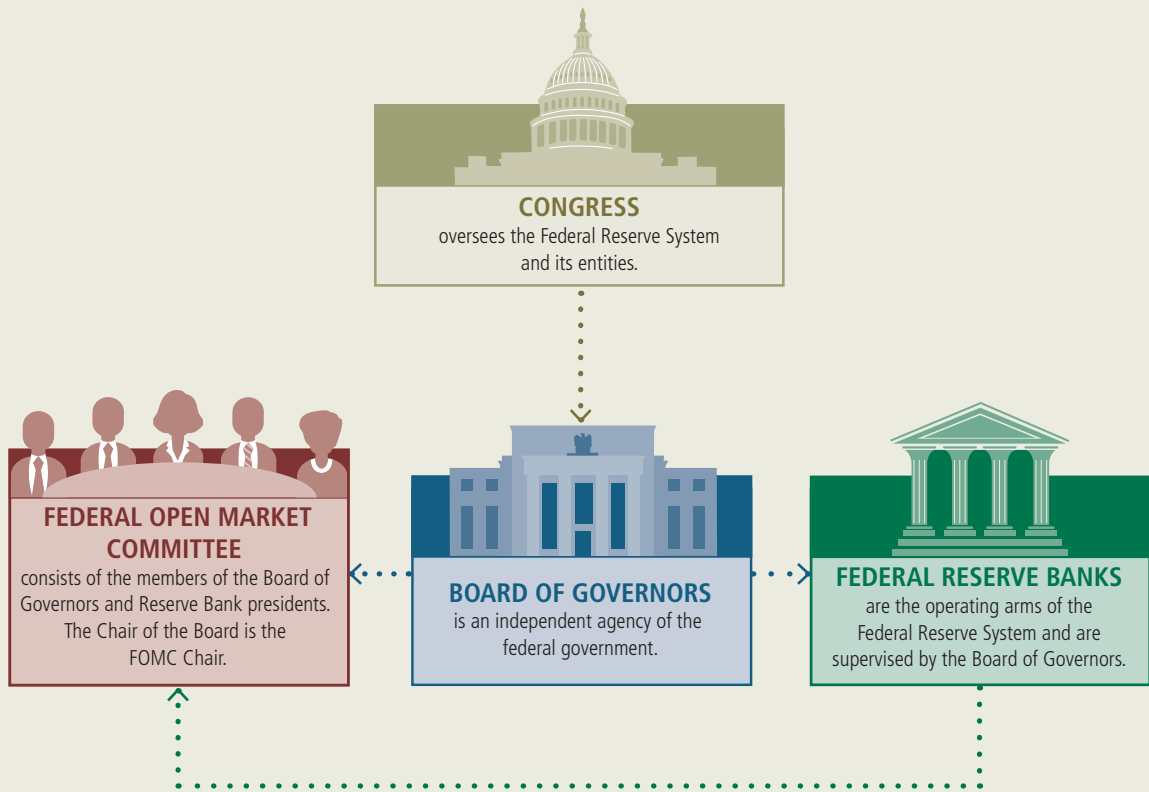 CONGRESS
oversees the Federal Reserve System
and its entities.
FEDERAL OPEN MARKET
COMMITTEE
consists of the members of the Board of
Governors and Reserve Bank presidents.
The Chair of the Board is the
FOMC Chair.
BOARD OF GOVERNORS
is an independent agency of the
federal government.
FEDERAL RESERVE BANKS
are the operating arms of the
Federal Reserve System and are
supervised by the Board of Governors.